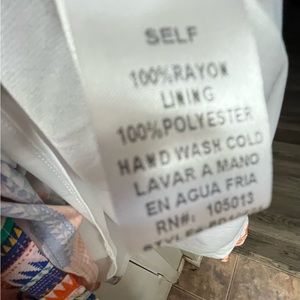 SELF
100%RAYON
LINING
100%POLYESTER
HAND WASH COLD
LAVAR A MANO
EN AGUA FRIA
RN#: 105013